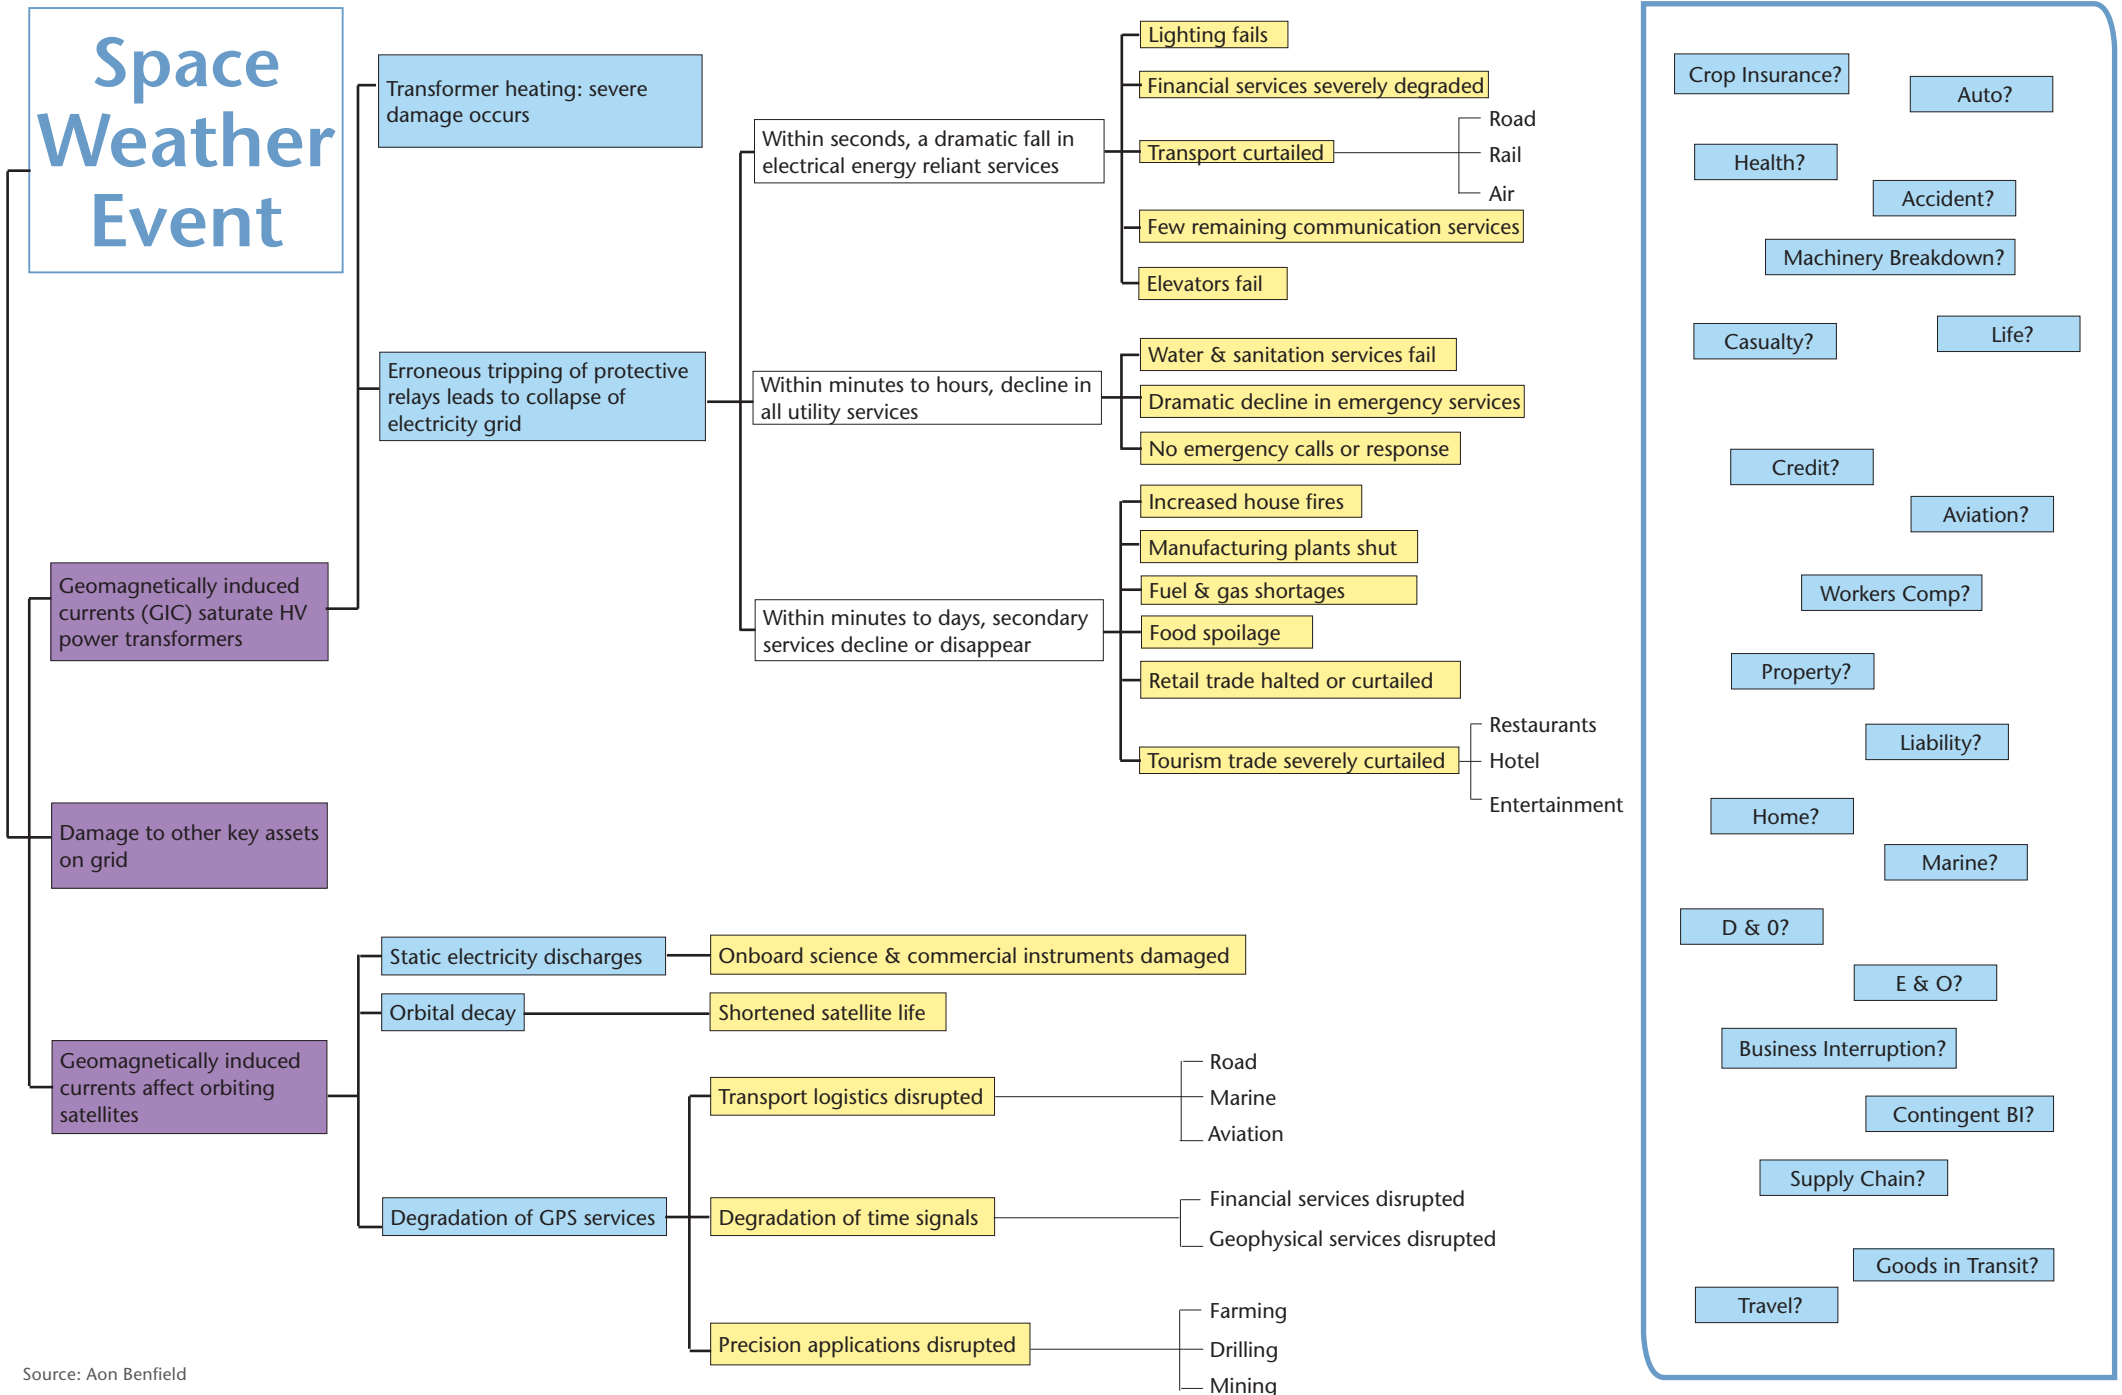 Space
Weather
Event
Transformer heating: severe
damage occurs
Erroneous tripping of protective
relays leads to collapse of
electricity grid
Within seconds, a dramatic fall in
electrical energy reliant services
Lighting fails
Financial services severely degraded
Transport curtailed
Road
Rail
Air
Few remaining communication services
Elevators fail
Within minutes to hours, decline in
all utility services
Water & sanitation services fail
Dramatic decline in emergency services
No emergency calls or response
Within minutes to days, secondary
services decline or disappear
Increased house fires
Manufacturing plants shut
Fuel & gas shortages
Food spoilage
Retail trade halted or curtailed
Tourism trade severely curtailed
Restaurants
Hotel
Entertainment
Geomagnetically induced
currents (GIC) saturate HV
power transformers
Damage to other key assets
on grid
Geomagnetically induced
currents affect orbiting
satellites
Static electricity discharges
Onboard science & commercial instruments damaged
Orbital decay
Shortened satellite life
Degradation of GPS services
Transport logistics disrupted
Road
Marine
Aviation
Degradation of time signals
Financial services disrupted
Geophysical services disrupted
Precision applications disrupted
Farming
Drilling
Mining
Crop Insurance?
Auto?
Health?
Accident?
Machinery Breakdown?
Life?
Casualty?
Credit?
Aviation?
Workers Comp?
Property?
Liability?
Home?
Marine?
D & 0?
E & O?
Business Interruption?
Contingent BI?
Supply Chain?
Goods in Transit?
Travel?
Source: Aon Benfield